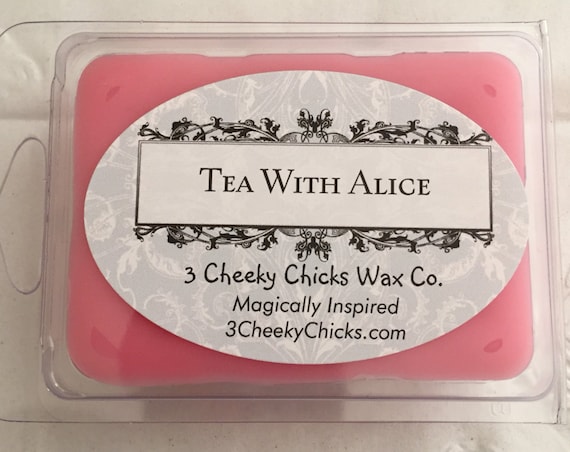 Tea With Alice
3 Cheeky Chicks Wax Co.
Magically Inspired
3CheekyChicks.com